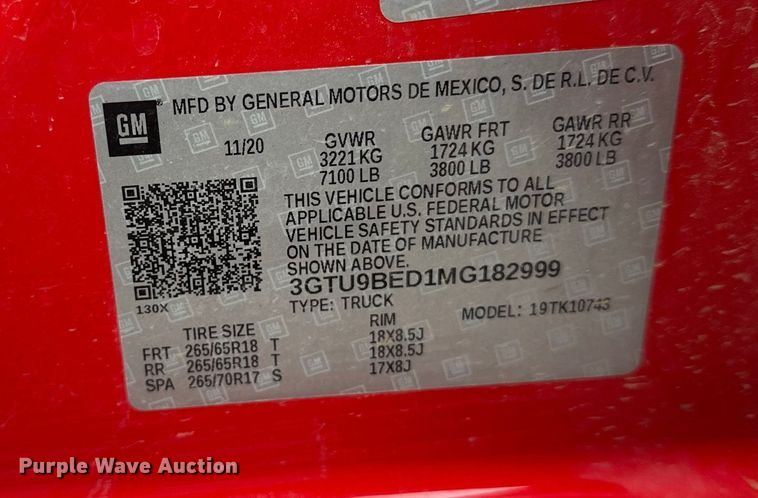 GM
MFD BY GENERAL MOTORS DE MEXICO, S. DE R.L. DE C.V.
11/20 GVWR GAWR FRT GAWR RR
3221 KG 1724 KG 1724 KG
7100 LB 3800 LB 3800 LB
THIS VEHICLE CONFORMS TO ALL
APPLICABLE U.S. FEDERAL MOTOR
VEHICLE SAFETY STANDARDS IN EFFECT
ON THE DATE OF MANUFACTURE
SHOWN ABOVE.
3GTU9BED1MG182999
130X
TYPE: TRUCK MODEL: 19TK10743
TIRE SIZE RIM
FRT 265/65R18 T 18X8.5J
RR 265/65R18 T 18X8.5J
SPA 265/70R17 S 17X8J
Purple Wave Auction